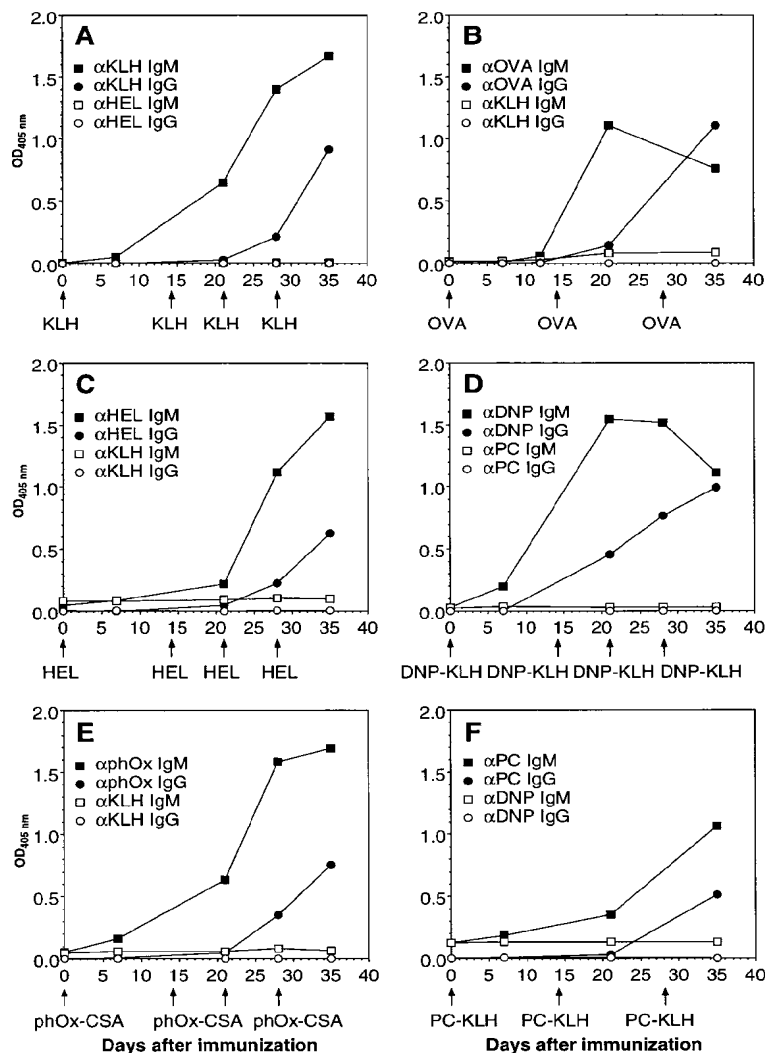 A
αKLH IgM
αKLH IgG
αHEL IgM
αHEL IgG
OD405 nm
2.0
1.5
1.0
0.5
0.0
0 5 10 15 20 25 30 35 40
KLH KLH KLH KLH
B
αOVA IgM
αOVA IgG
αKLH IgM
αKLH IgG
2.0
1.5
1.0
0.5
0.0
0 5 10 15 20 25 30 35 40
OVA OVA OVA
C
αHEL IgM
αHEL IgG
αKLH IgM
αKLH IgG
OD405 nm
2.0
1.5
1.0
0.5
0.0
0 5 10 15 20 25 30 35 40
HEL HEL HEL HEL
D
αDNP IgM
αDNP IgG
αPC IgM
αPC IgG
2.0
1.5
1.0
0.5
0.0
0 5 10 15 20 25 30 35 40
DNP-KLH DNP-KLH DNP-KLH DNP-KLH
E
αphOx IgM
αphOx IgG
αKLH IgM
αKLH IgG
OD405 nm
2.0
1.5
1.0
0.5
0.0
0 5 10 15 20 25 30 35 40
phOx-CSA phOx-CSA phOx-CSA
Days after immunization
F
αPC IgM
αPC IgG
αDNP IgM
αDNP IgG
2.0
1.5
1.0
0.5
0.0
0 5 10 15 20 25 30 35 40
PC-KLH PC-KLH PC-KLH
Days after immunization